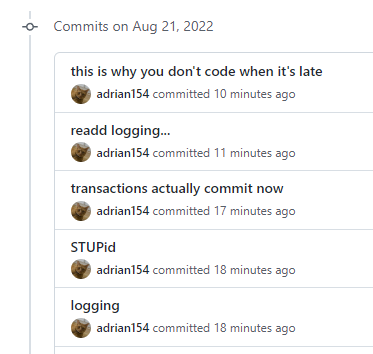 Commits on Aug 21, 2022
this is why you don't code when it's late
adrian154 committed 10 minutes ago
readd logging...
adrian154 committed 11 minutes ago
transactions actually commit now
adrian154 committed 17 minutes ago
STUPid
adrian154 committed 18 minutes ago
logging
adrian154 committed 18 minutes ago